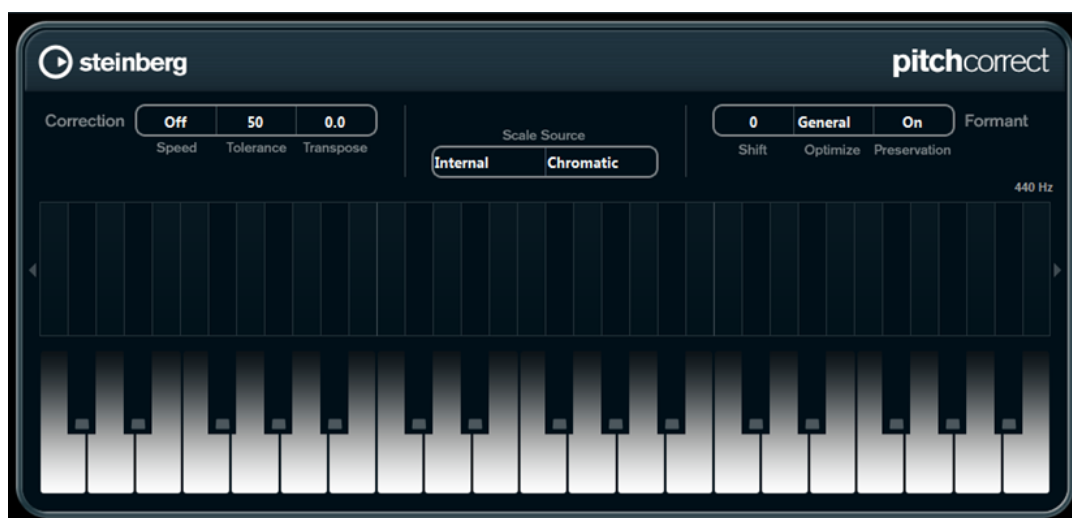 steinberg
pitchcorrect
Correction Off 50 0.0
Speed Tolerance Transpose
Scale Source
Internal Chromatic
0 General On Formant
Shift Optimize Preservation
440 Hz